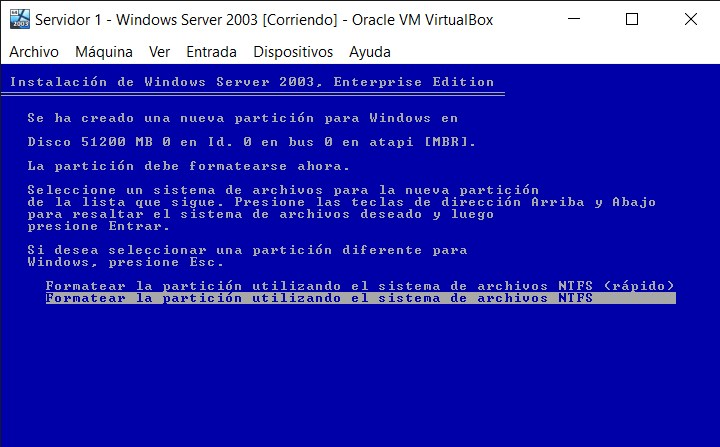 Servidor 1 - Windows Server 2003 [Corriendo] - Oracle VM VirtualBox
Archivo Máquina Ver Entrada Dispositivos Ayuda
Instalación de Windows Server 2003, Enterprise Edition
Se ha creado una nueva partición para Windows en
Disco 51200 MB 0 en Id. 0 en bus 0 en atapi [MBR].
La partición debe formatearse ahora.
Seleccione un sistema de archivos para la nueva partición
de la lista que sigue. Presione las teclas de dirección Arriba y Abajo
para resaltar el sistema de archivos deseado y luego
presione Entrar.
Si desea seleccionar una partición diferente para
Windows, presione Esc.
Formatear la partición utilizando el sistema de archivos NTFS (rápido)
Formatear la partición utilizando el sistema de archivos NTFS